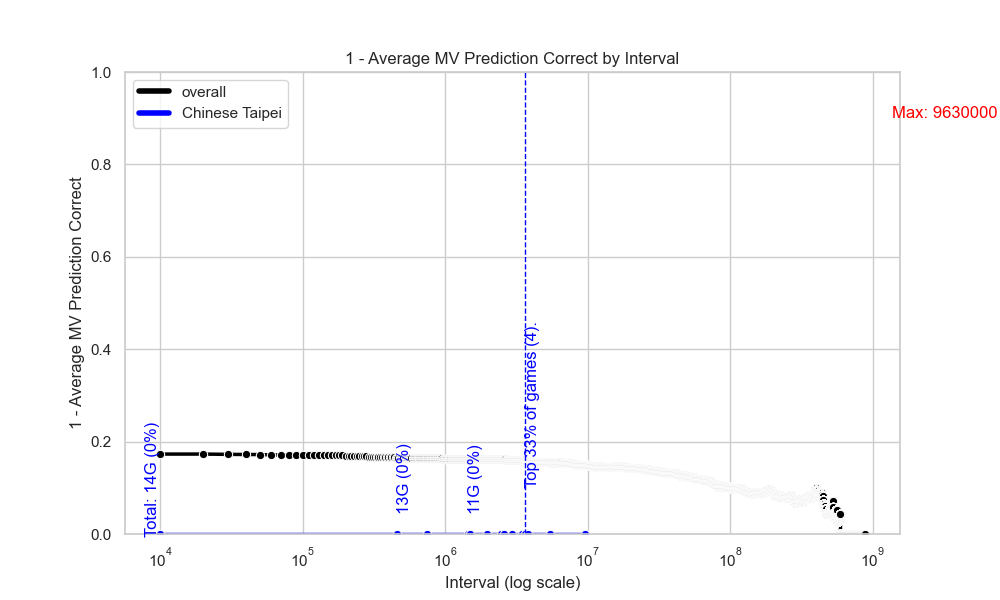 1 - Average MV Prediction Correct by Interval
1.0
0.8
0.6
0.4
0.2
0.0
1 - Average MV Prediction Correct
overall
Chinese Taipei
Max: 9630000
Total: 14G (0%)
13G (0%)
11G (0%)
Top 33% of games (4).
10^4
10^5
10^6
10^7
10^8
10^9
Interval (log scale)